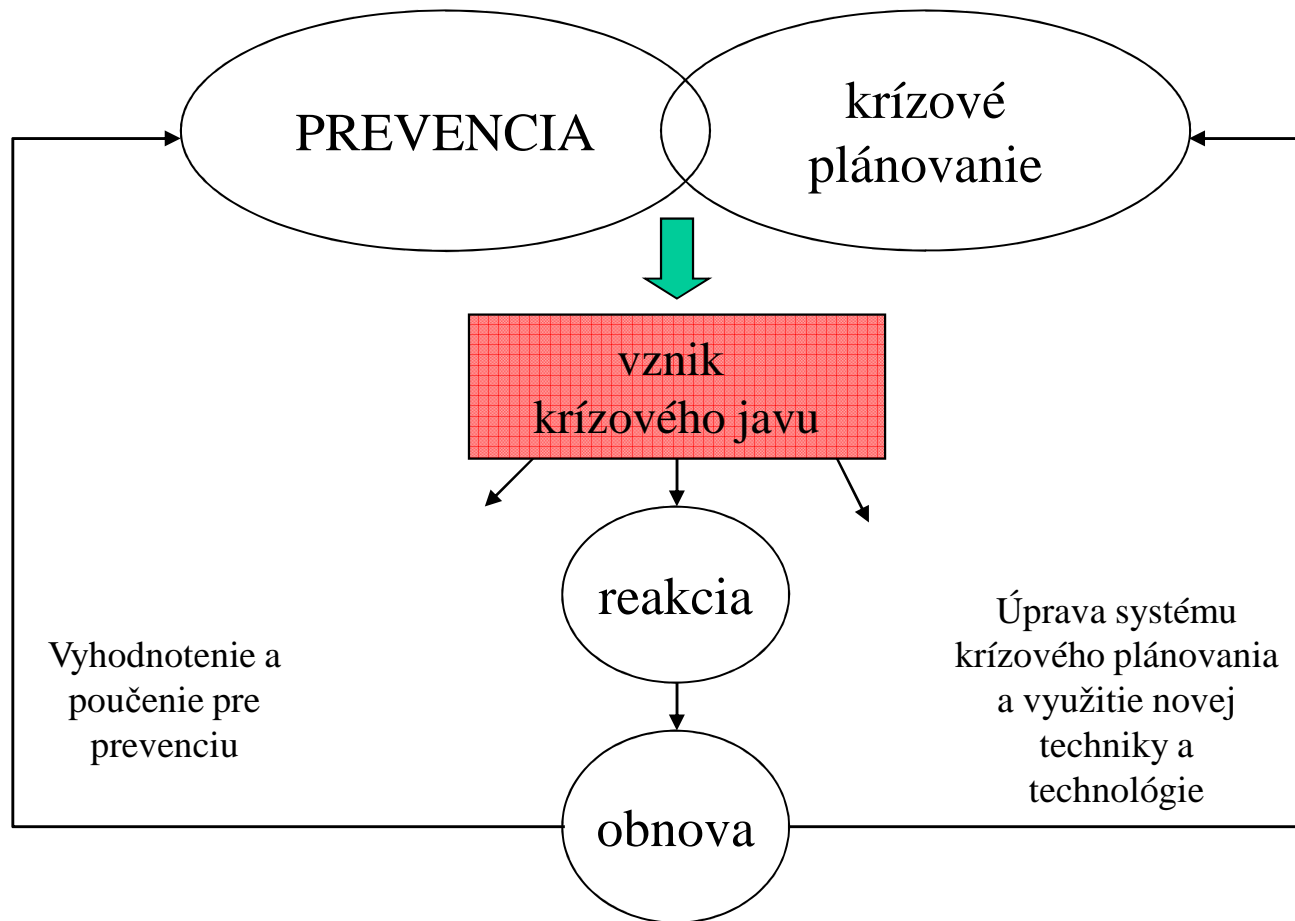 PREVENCIA
krízové
plánovanie
vznik
krízového javu
reakcia
Vyhodnotenie a
poučenie pre
prevenciu
Úprava systému
krízového plánovania
a využitie novej
techniky a
technológie
obnova